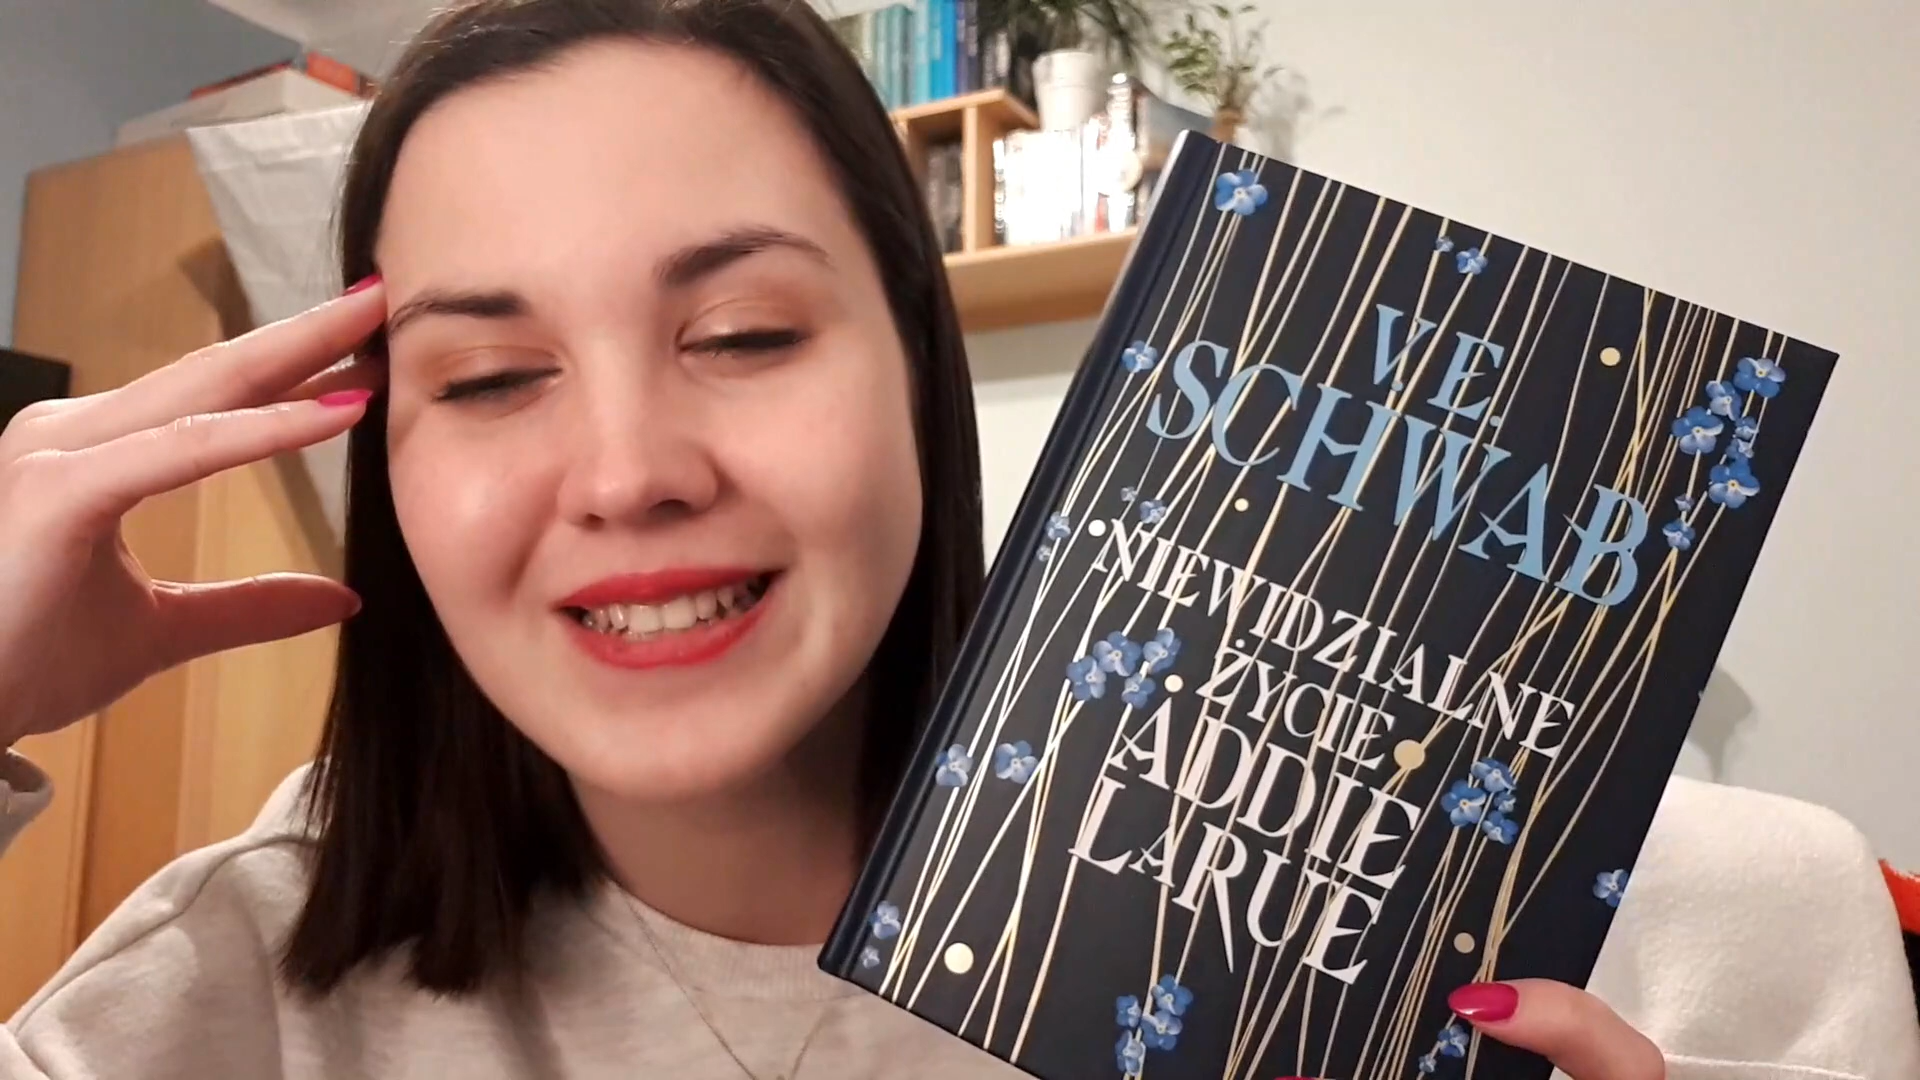 V. E.
SCHWAB
NIEWIDZIALNE
ŻYCIE
ADDIE
LARUE